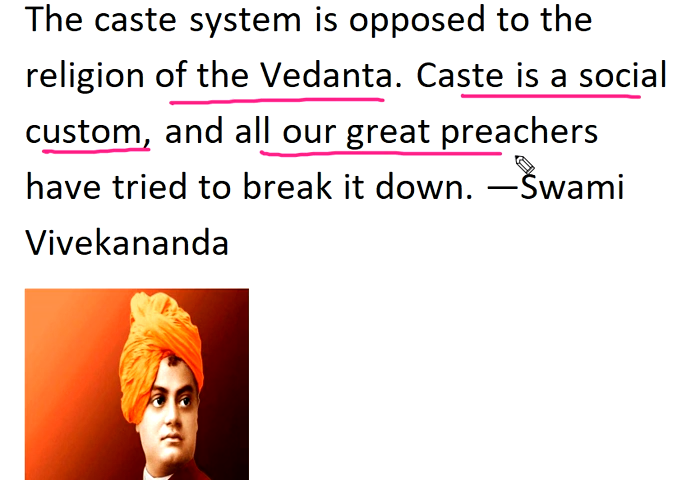 The caste system is opposed to the
religion of the Vedanta. Caste is a social
custom, and all our great preachers
have tried to break it down. —Swami
Vivekananda